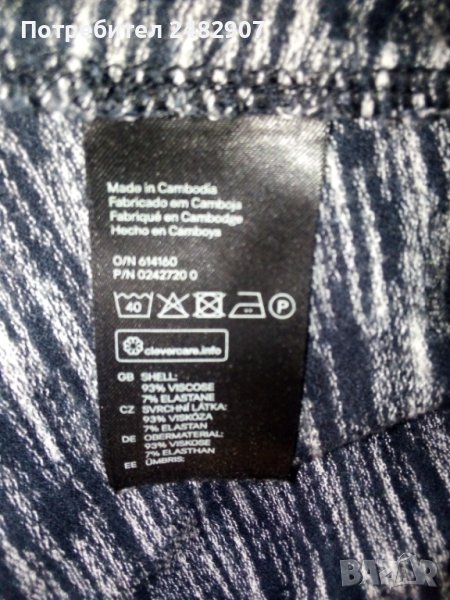 Потребител 2482907
Made in Cambodia
Fabricado em Camboja
Fabriqué en Cambodge
Hecho en Camboya
O/N 614160
P/N 0242720 0
40 P
clevercare.info
GB SHELL:
93% VISCOSE
7% ELASTANE
CZ SVRCHNÍ LÁTKA:
93% VISKÓZA
7% ELASTAN
DE OBERMATERIAL:
93% VISKOSE
7% ELASTHAN
EE ÜMBRIS:
BAZAR